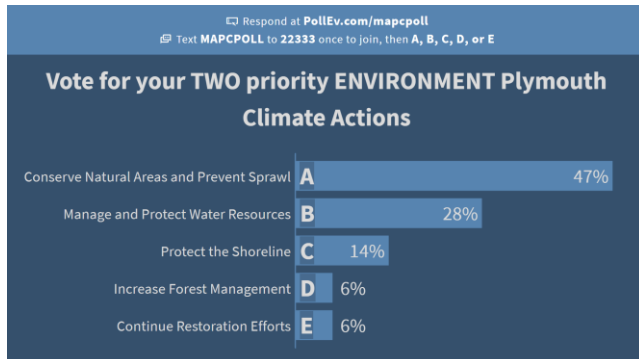 Respond at PollEv.com/mapcpoll
Text MAPCPOLL to 22333 once to join, then A, B, C, D, or E
Vote for your TWO priority ENVIRONMENT Plymouth
Climate Actions
Conserve Natural Areas and Prevent Sprawl A 47%
Manage and Protect Water Resources B 28%
Protect the Shoreline C 14%
Increase Forest Management D 6%
Continue Restoration Efforts E 6%